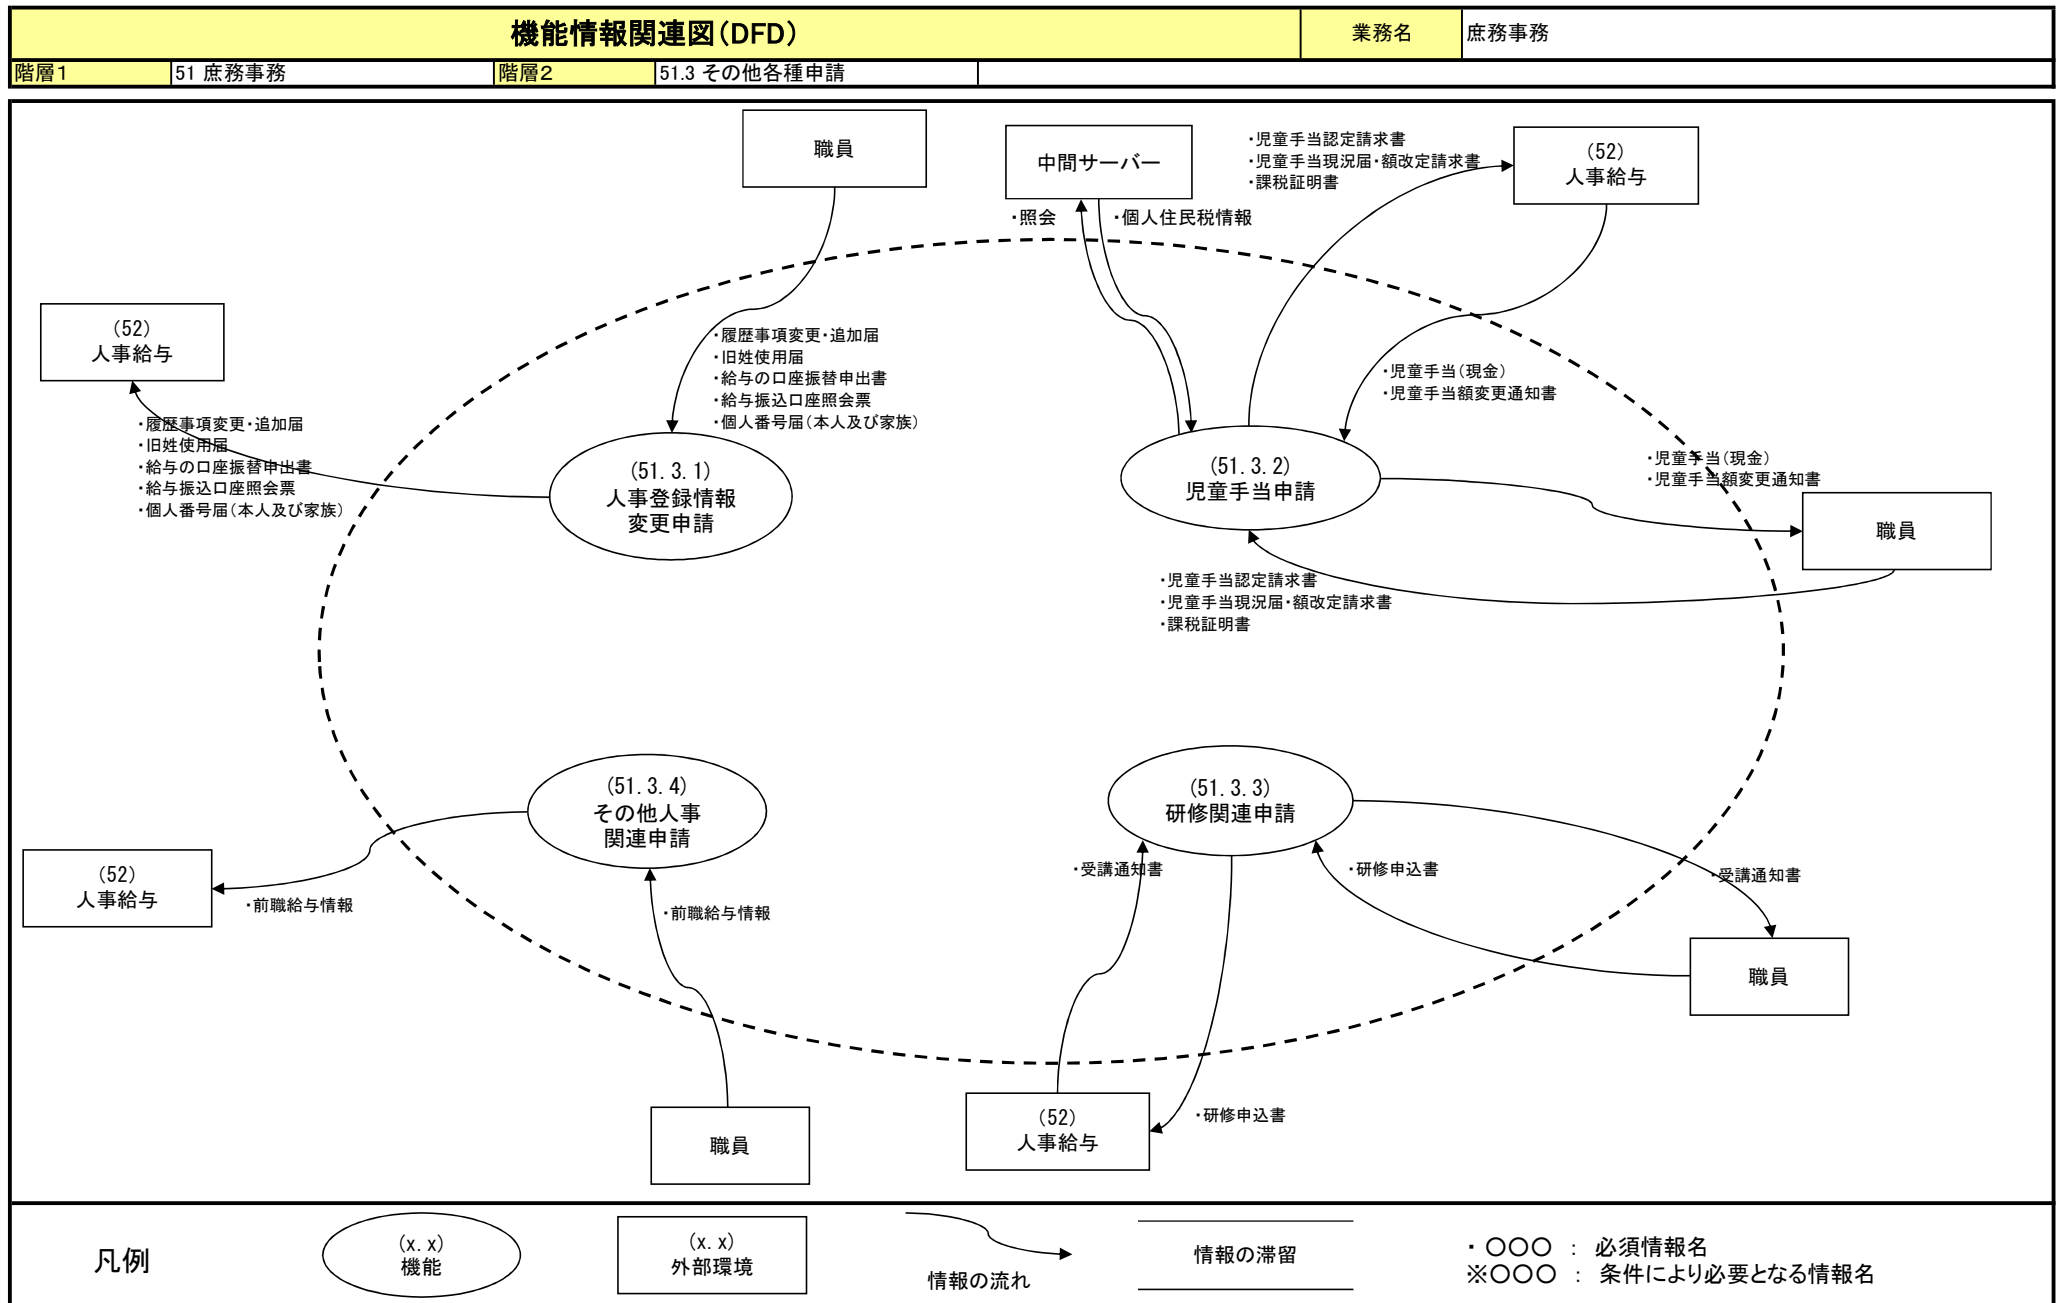 機能情報関連図(DFD)
業務名
庶務事務
階層1
51 庶務事務
階層2
51.3 その他各種申請
職員
中間サーバー
・照会
・個人住民税情報
・児童手当認定請求書
・児童手当現況届・額改定請求書
・課税証明書
(52)
人事給与
(52)
人事給与
・履歴事項変更・追加届
・旧姓使用届
・給与の口座振替申出書
・給与振込口座照会票
・個人番号届(本人及び家族)
・履歴事項変更・追加届
・旧姓使用届
・給与の口座振替申出書
・給与振込口座照会票
・個人番号届(本人及び家族)
(51.3.1)
人事登録情報
変更申請
・児童手当(現金)
・児童手当額変更通知書
(51.3.2)
児童手当申請
・児童手当(現金)
・児童手当額変更通知書
職員
・児童手当認定請求書
・児童手当現況届・額改定請求書
・課税証明書
(51.3.4)
その他人事
関連申請
(51.3.3)
研修関連申請
(52)
人事給与
・前職給与情報
・前職給与情報
・受講通知書
・研修申込書
・受講通知書
職員
職員
(52)
人事給与
・研修申込書
凡例
(x.x)
機能
(x.x)
外部環境
情報の流れ
情報の滞留
・ 〇〇〇 : 必須情報名
※〇〇〇 : 条件により必要となる情報名